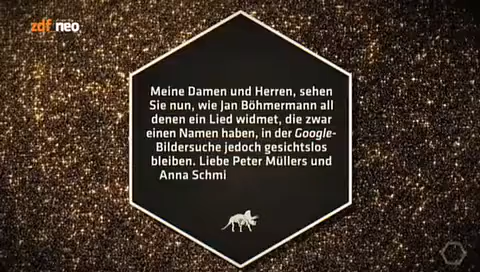 zdf neo
Meine Damen und Herren, sehen
Sie nun, wie Jan Böhmermann all
denen ein Lied widmet, die zwar
einen Namen haben, in der Google-
Bildersuche jedoch gesichtslos
bleiben. Liebe Peter Müllers und
Anna Schmi